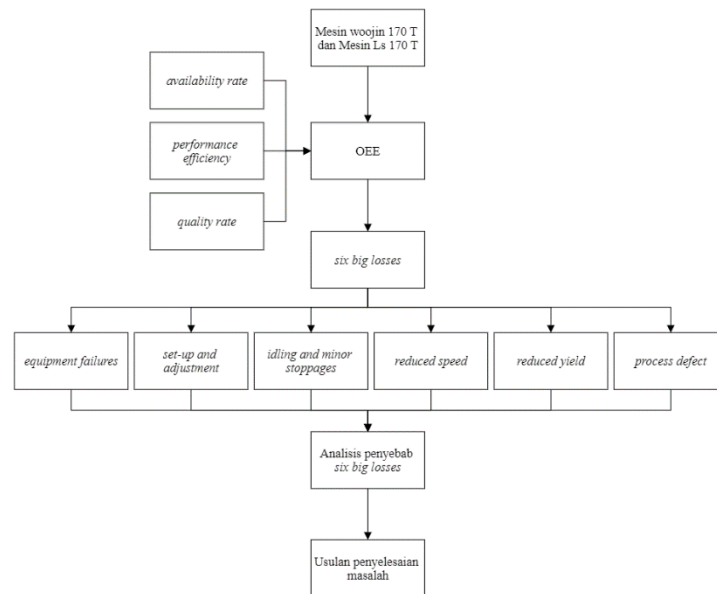 Mesin woojin 170 T
dan Mesin Ls 170 T
availability rate
performance
efficiency
OEE
quality rate
six big losses
equipment failures
set-up and
adjustment
idling and minor
stoppages
reduced speed
reduced yield
process defect
Analisis penyebab
six big losses
Usulan penyelesaian
masalah